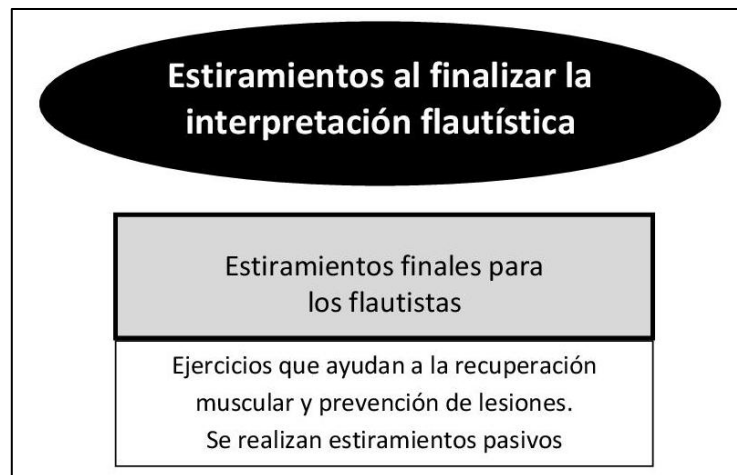 Estiramientos al finalizar la
interpretación flautística
Estiramientos finales para
los flautistas
Ejercicios que ayudan a la recuperación
muscular y prevención de lesiones.
Se realizan estiramientos pasivos